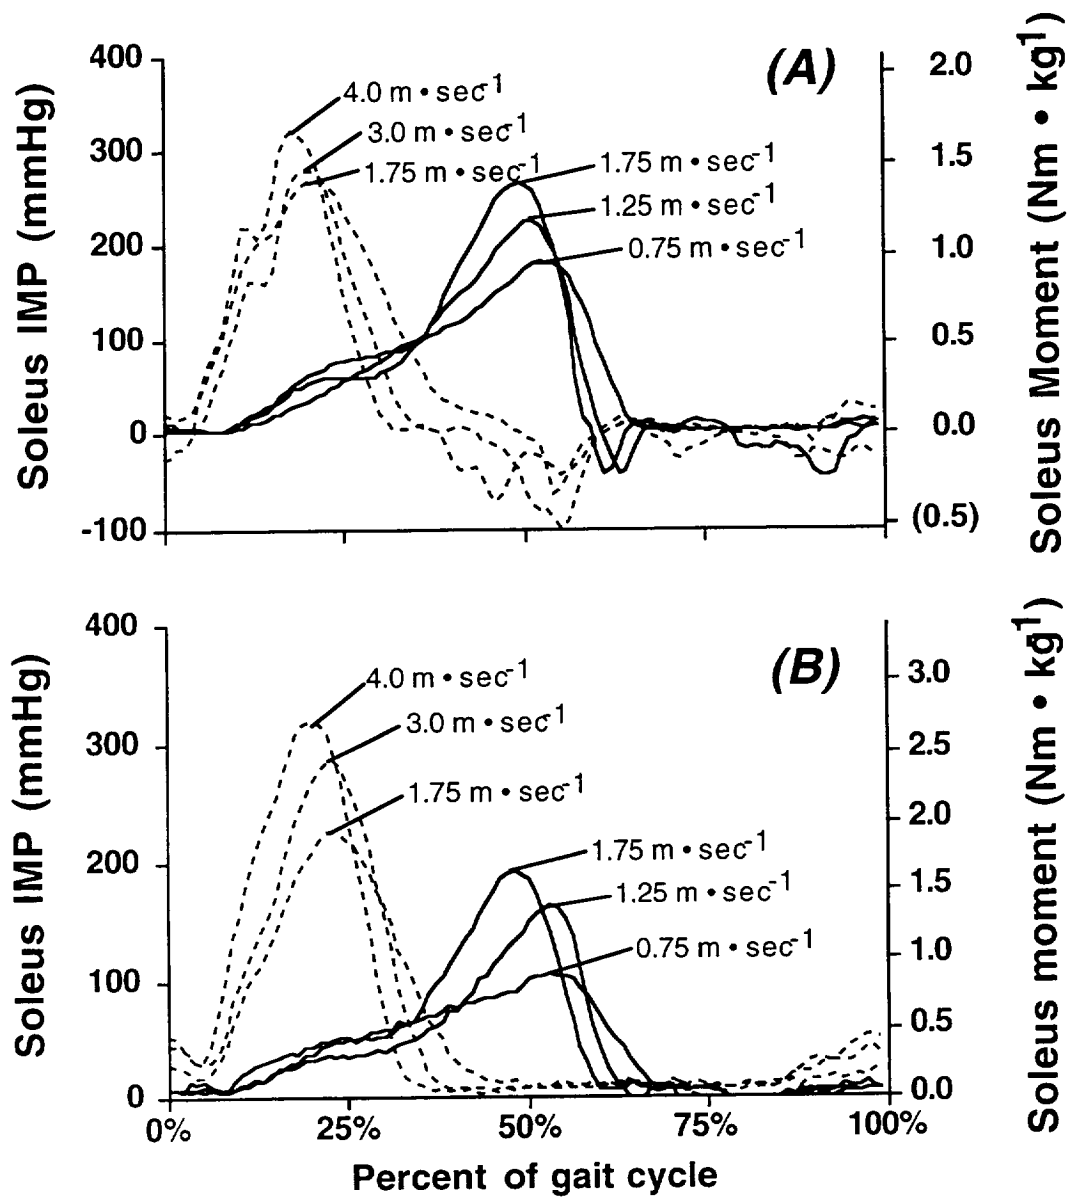 (A)
Soleus IMP (mmHg)
400
300
200
100
0
-100
4.0 m • sec-1
3.0 m • sec-1
1.75 m • sec-1
1.75 m • sec-1
1.25 m • sec-1
0.75 m • sec-1
2.0
1.5
1.0
0.5
0.0
(0.5)
Soleus Moment (Nm • kg1)
(B)
Soleus IMP (mmHg)
400
300
200
100
0
4.0 m • sec-1
3.0 m • sec-1
1.75 m • sec-1
1.75 m • sec-1
1.25 m • sec-1
0.75 m • sec-1
3.0
2.5
2.0
1.5
1.0
0.5
0.0
Soleus moment (Nm • kg1)
0%
25%
50%
75%
100%
Percent of gait cycle